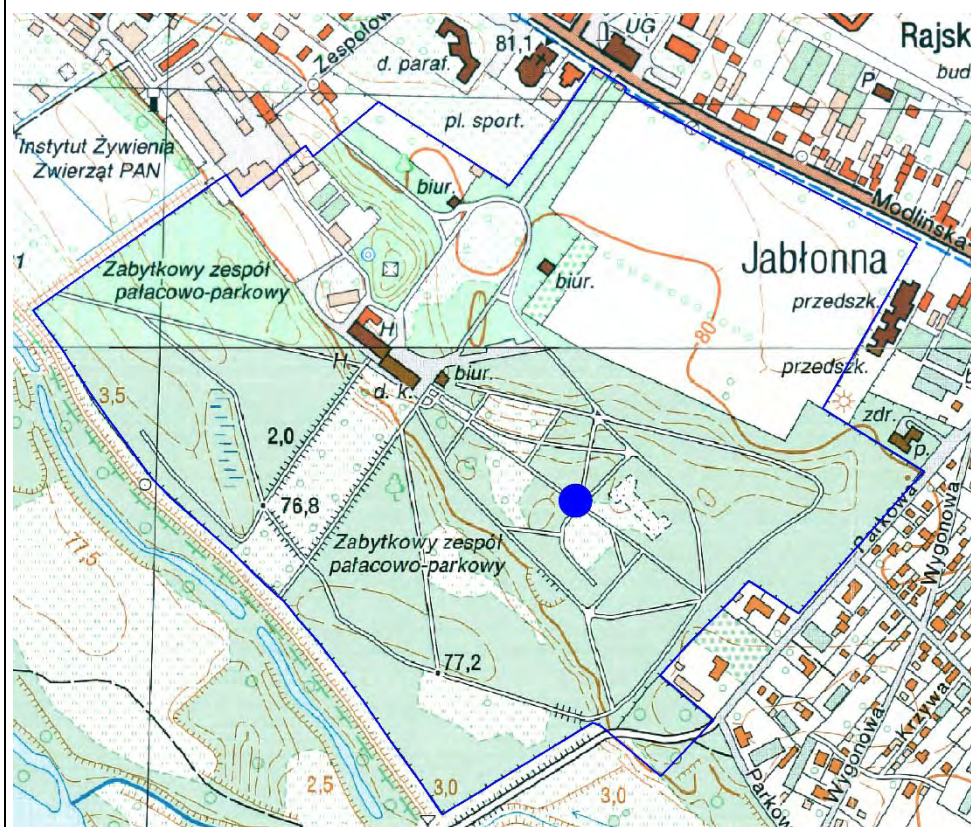 UG
Rajsk
81,1
Zespołowa
d. paraf.
bud
P
pl. sport.
Instytut Żywienia
Zwierząt PAN
biur.
Modlińska
1
Zabytkowy zespół
pałacowo-parkowy
Jabłonna
biur.
przedszk.
80
H
H
przedszk.
biur.
d. k.
3,5
zdr.
2,0
p.
76,8
Parkowa
Wygonowa
Zabytkowy zespół
pałacowo-parkowy
77,5
77,2
Krzywa
Wygonowa
2,5
3,0
3,0
Parkow